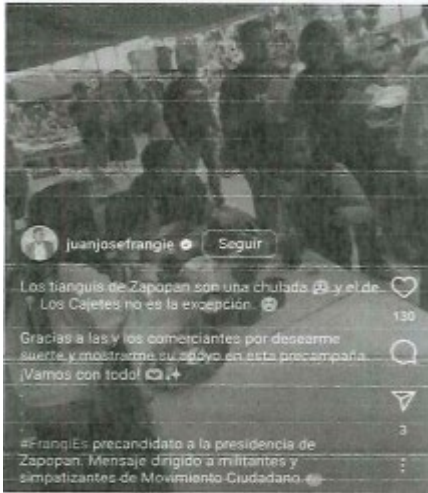 juanjosefrangie Seguir
Los tianguis de Zapopan son una chulada y el de
Los Cajetes no es la excepción.
130
Gracias a las y los comerciantes por desearme
suerte y mostrarme su apoyo en esta precampaña.
¡Vamos con todo!
3
#FrangiEs precandidato a la presidencia de
Zapopan. Mensaje dirigido a militantes y
simpatizantes de Movimiento Ciudadano